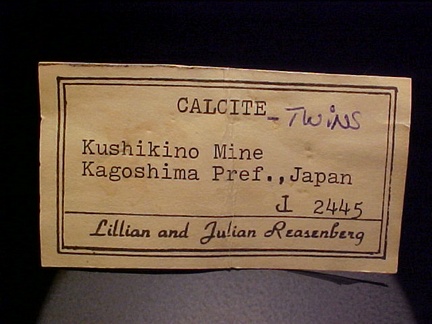 CALCITE - TWINS
Kushikino Mine
Kagoshima Pref., Japan
J 2445
Lillian and Julian Reasenberg